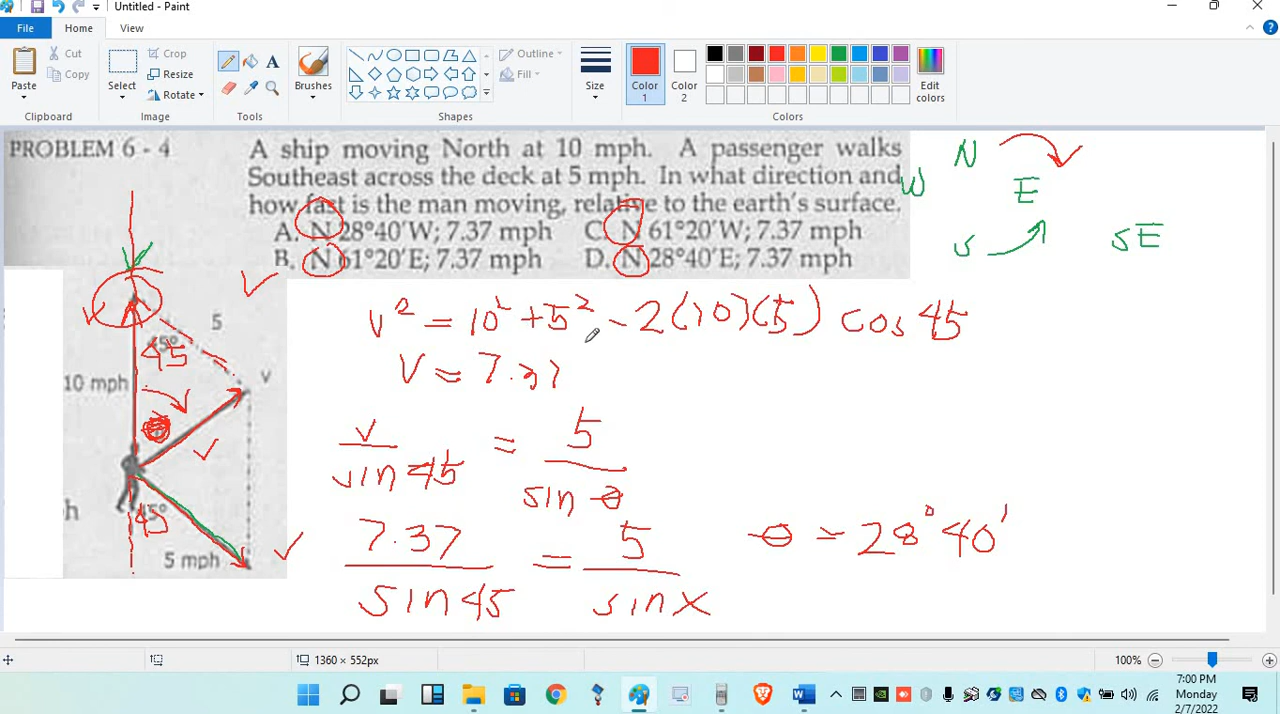 Untitled - Paint
File
Home
View
Paste
Cut
Copy
Clipboard
Select
Crop
Resize
Rotate
Image
Tools
Brushes
Shapes
Outline
Fill
Size
Color 1
Color 2
Edit colors
Colors
PROBLEM 6 - 4
A ship moving North at 10 mph. A passenger walks
Southeast across the deck at 5 mph. In what direction and
how fast is the man moving, relative to the earth's surface.
A. N 28°40'W; 7.37 mph
C. N 61°20'W; 7.37 mph
B. N 61°20'E; 7.37 mph
D. N 28°40'E; 7.37 mph
N
W
E
S
SE
5
45
45°
10 mph
v
θ
45
45°
5 mph
h
v² = 10² + 5² - 2(10)(5) cos 45
V = 7.37
v / sin 45 = 5 / sin θ
7.37 / sin 45 = 5 / sin x
θ = 28° 40'
1360 × 552px
100%
7:00 PM
Monday
2/7/2022